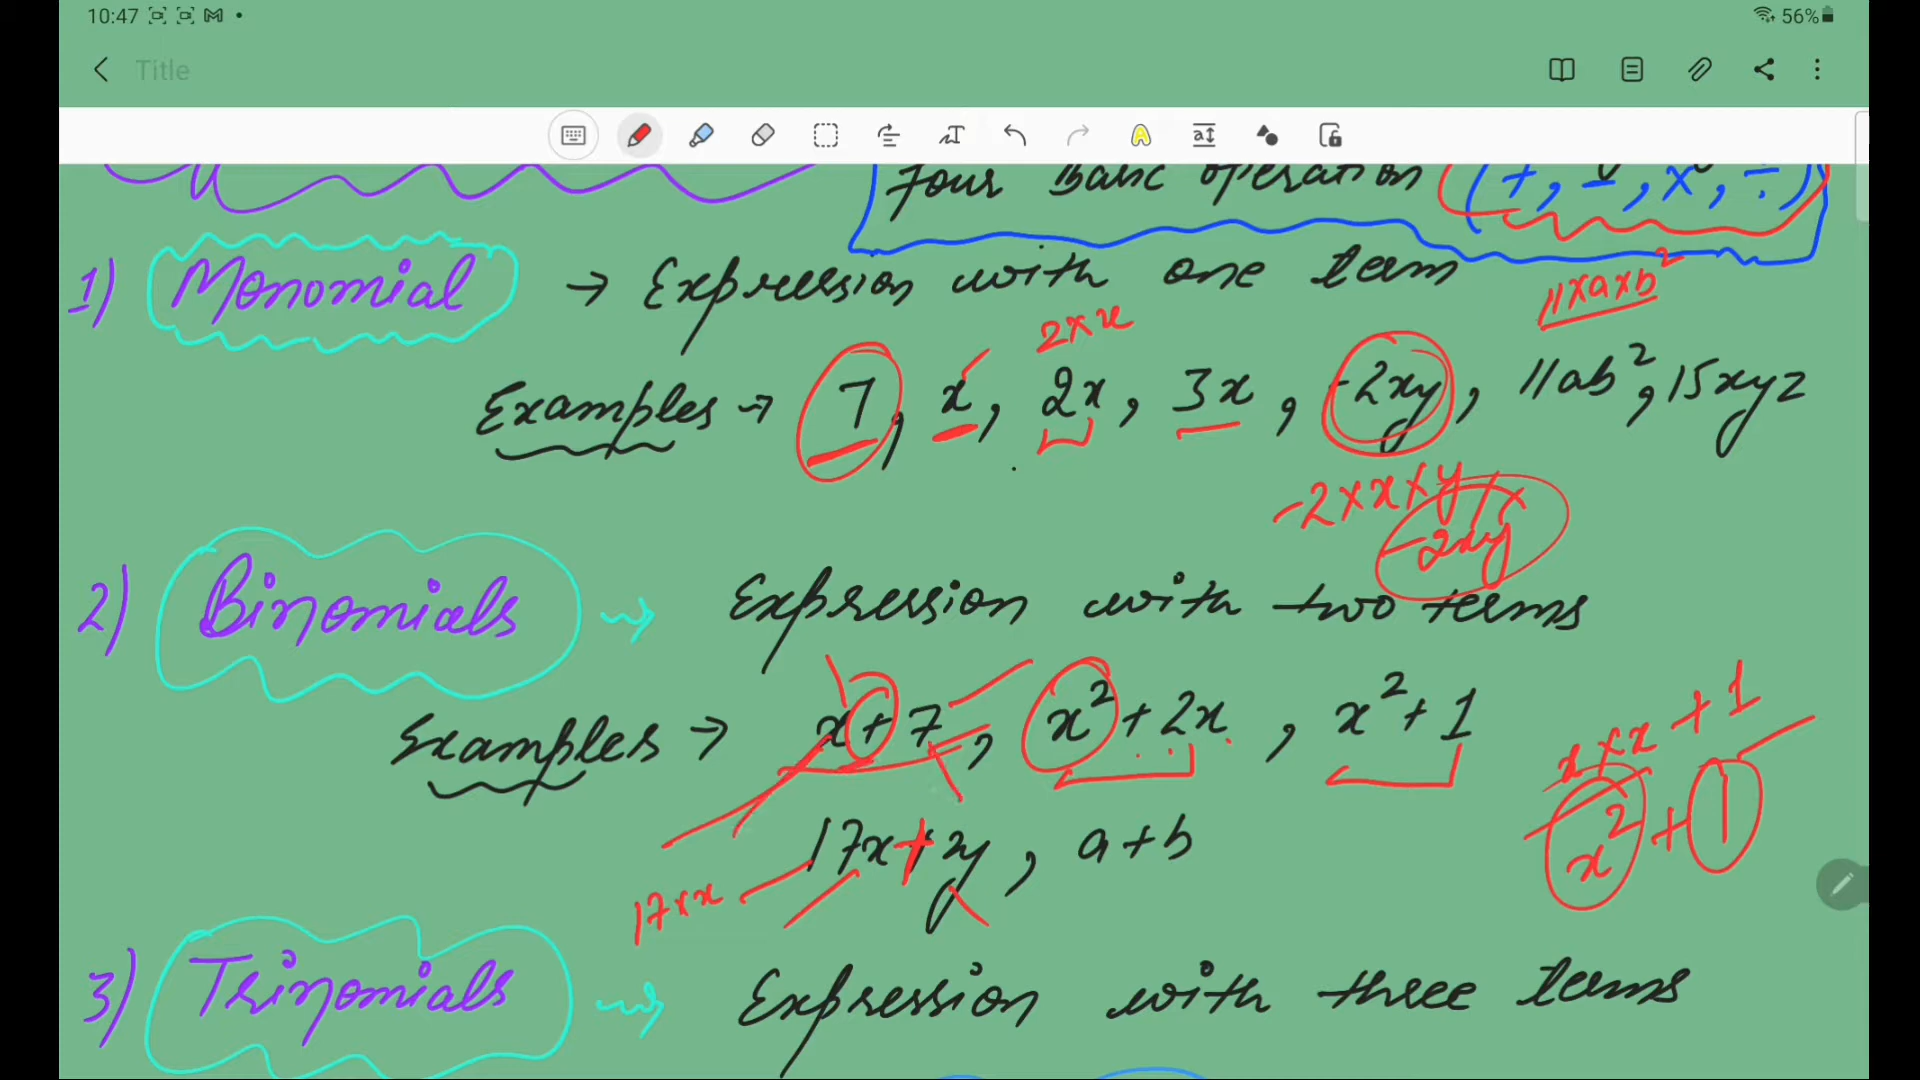 10:47 56%
Title
Four Basic operation (+, -, x, ÷)
1) Monomial → Expression with one term
11×a×b²
2×x
Examples → 7, x, 2x, 3x, -2xy, 11ab², 15xyz
-2×x×y
-2xy
2) Binomials → Expression with two terms
Examples → x+7, x²+2x, x²+1
x×x+1
x²+1
17x+2y, a+b
17×x
3) Trinomials → Expression with three terms